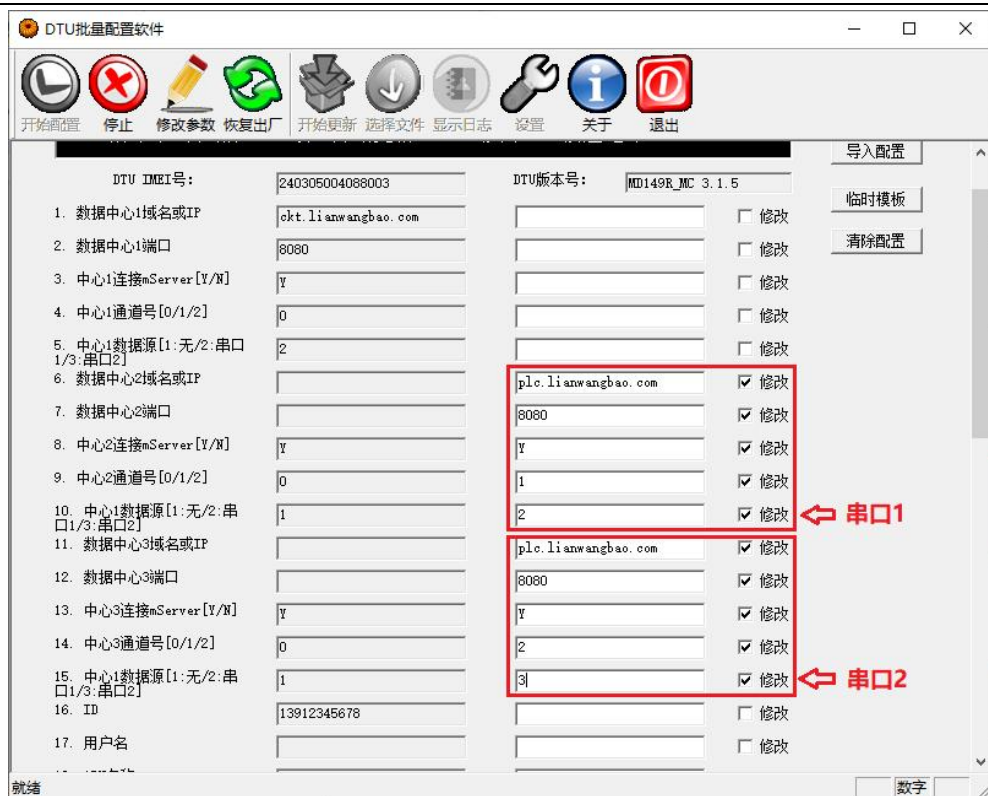 DTU批量配置软件
开始配置 停止 修改参数 恢复出厂 开始更新 选择文件 显示日志 设置 关于 退出
导入配置
DTU IMEI号: 240305004088003 DTU版本号: MD149R_MC 3.1.5
临时模板
1. 数据中心1域名或IP ckt.lianwangbao.com 修改
2. 数据中心1端口 8080 修改
清除配置
3. 中心1连接mServer[Y/N] Y 修改
4. 中心1通道号[0/1/2] 0 修改
5. 中心1数据源[1:无/2:串口
1/3:串口2] 2 修改
6. 数据中心2域名或IP plc.lianwangbao.com 修改
7. 数据中心2端口 8080 修改
8. 中心2连接mServer[Y/N] Y Y 修改
9. 中心2通道号[0/1/2] 0 1 修改
10. 中心1数据源[1:无/2:串
口1/3:串口2] 1 2 修改 串口1
11. 数据中心3域名或IP plc.lianwangbao.com 修改
12. 数据中心3端口 8080 修改
13. 中心3连接mServer[Y/N] Y Y 修改
14. 中心3通道号[0/1/2] 0 2 修改
15. 中心1数据源[1:无/2:串
口1/3:串口2] 1 3 修改 串口2
16. ID 13912345678 修改
17. 用户名 修改
就绪 数字